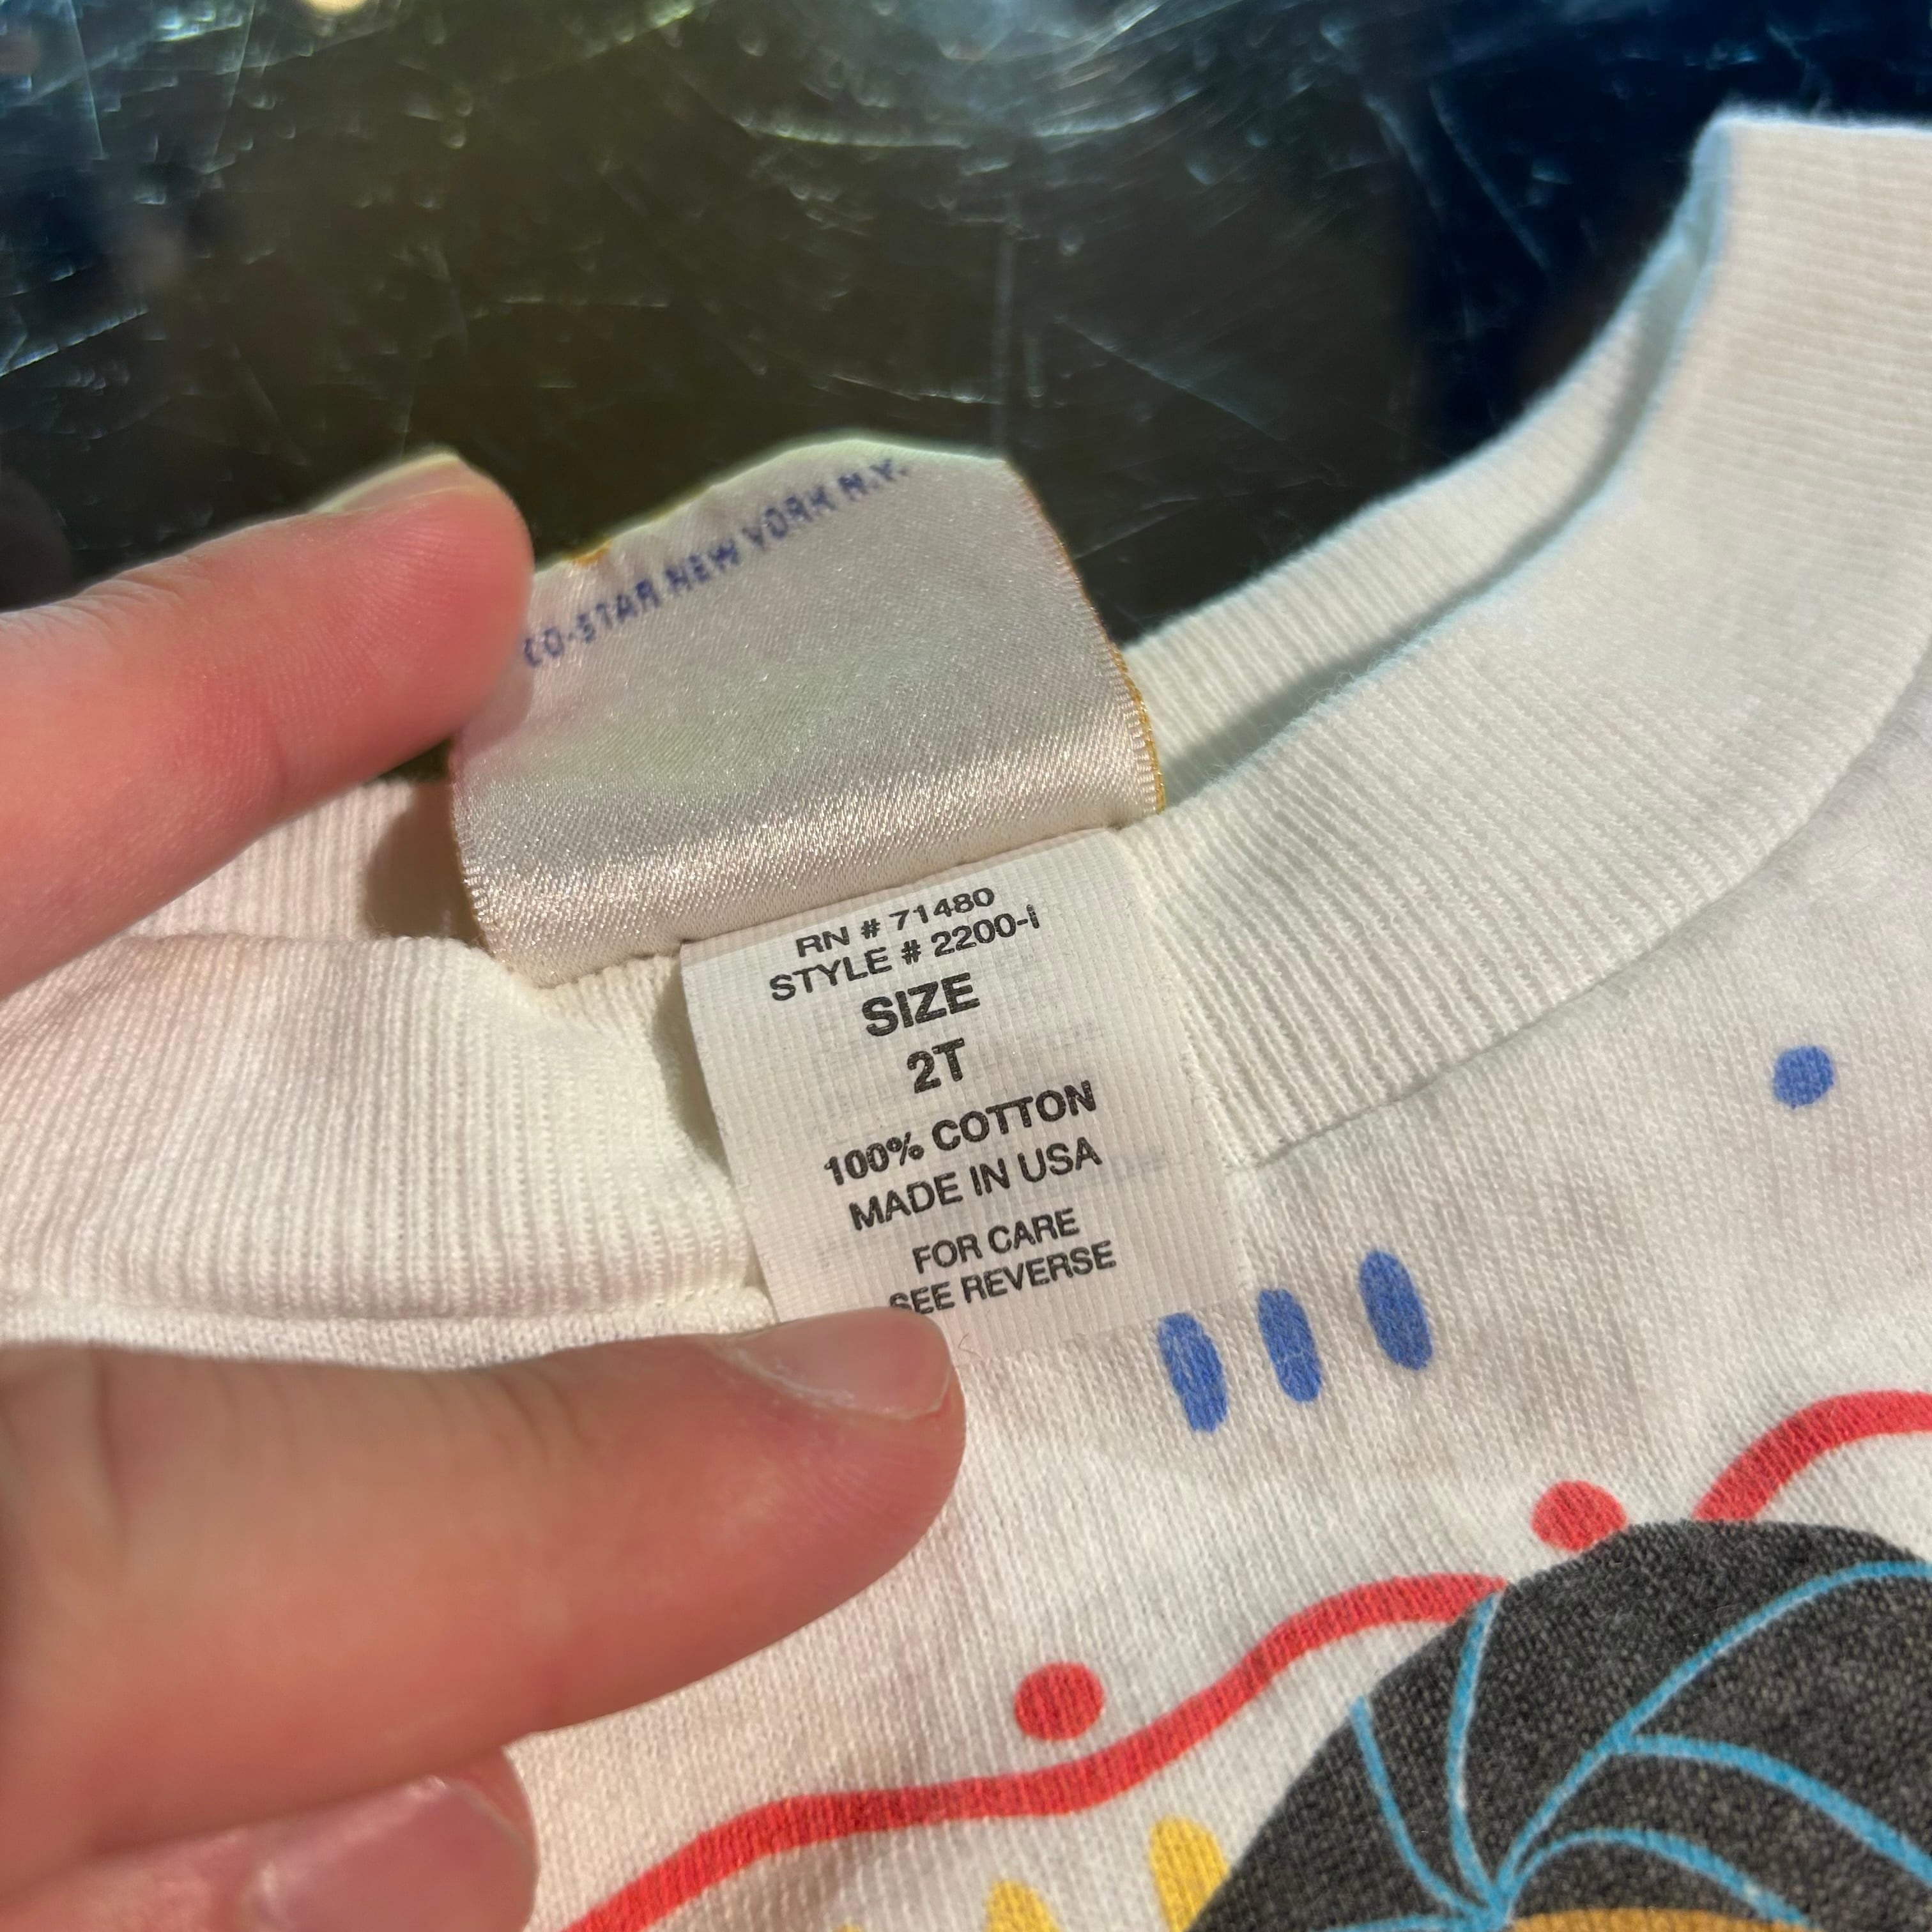 CO-STAR NEW YORK N.Y.
RN # 71480
STYLE # 2200-I
SIZE
2T
100% COTTON
MADE IN USA
FOR CARE
SEE REVERSE